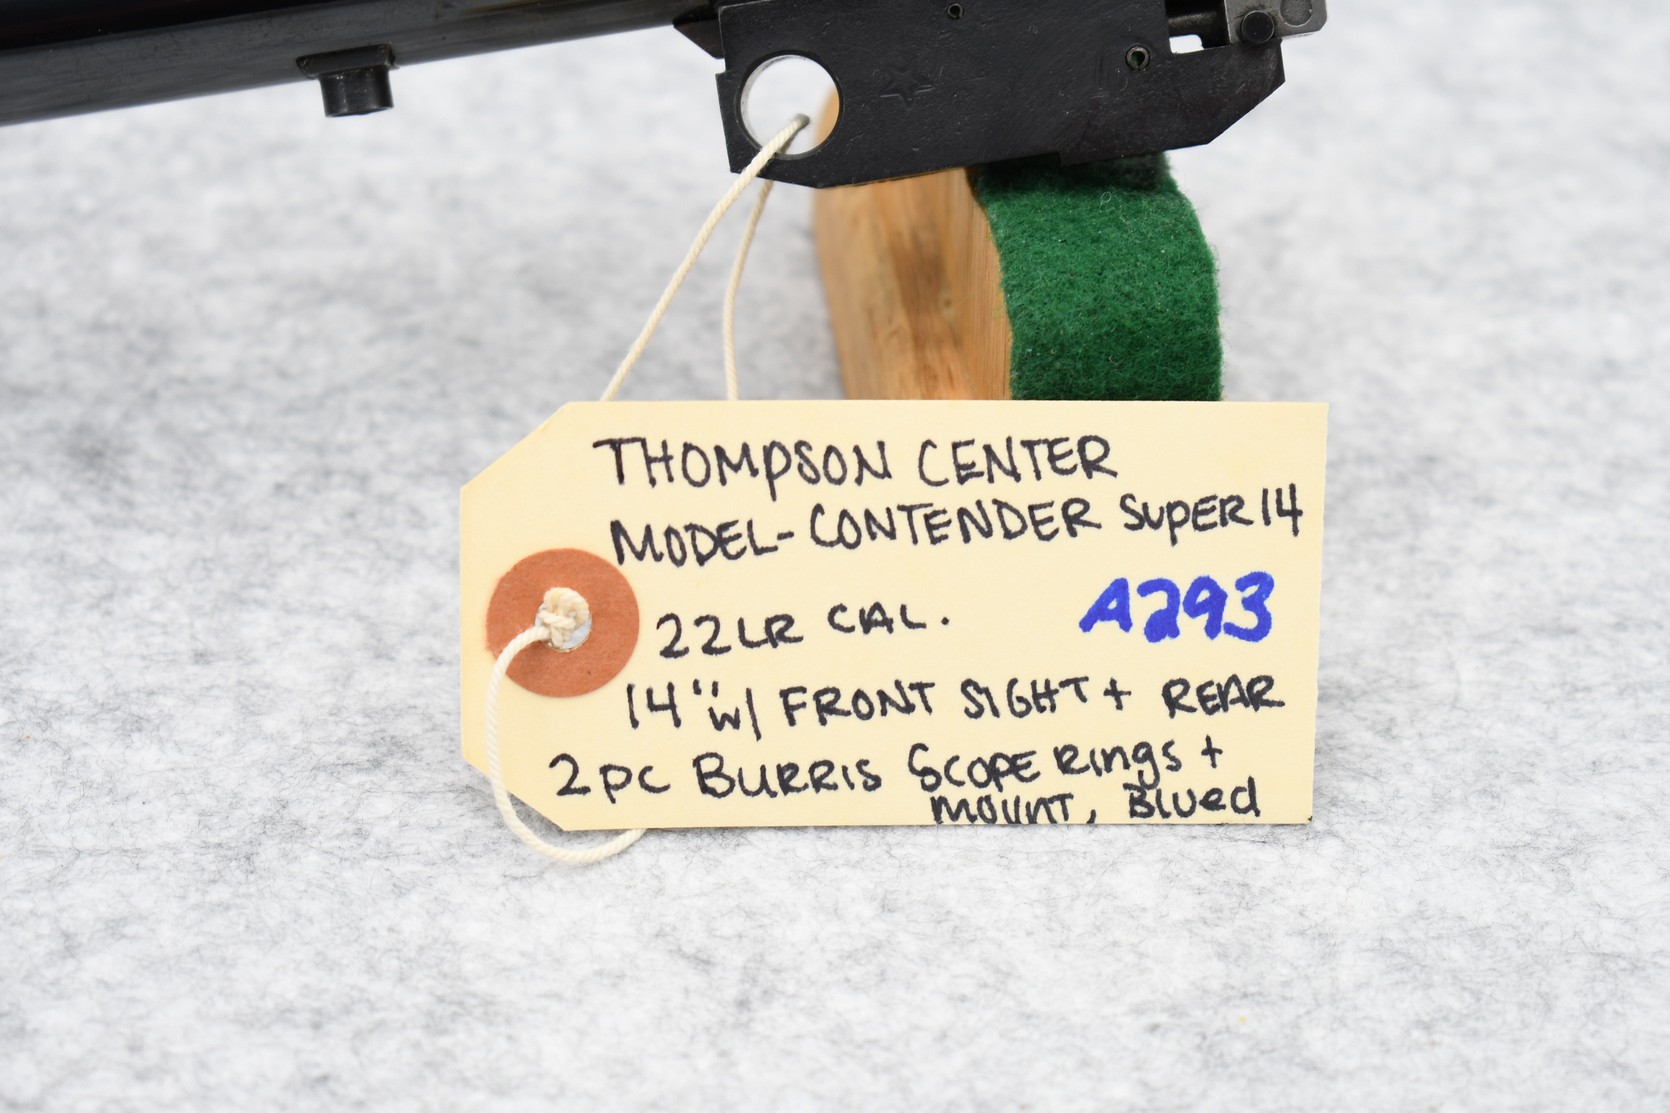 THOMPSON CENTER
MODEL-CONTENDER SUPER 14
22LR CAL. A293
14" W/ FRONT SIGHT + REAR
2PC BURRIS SCOPE RINGS +
MOUNT, Blued